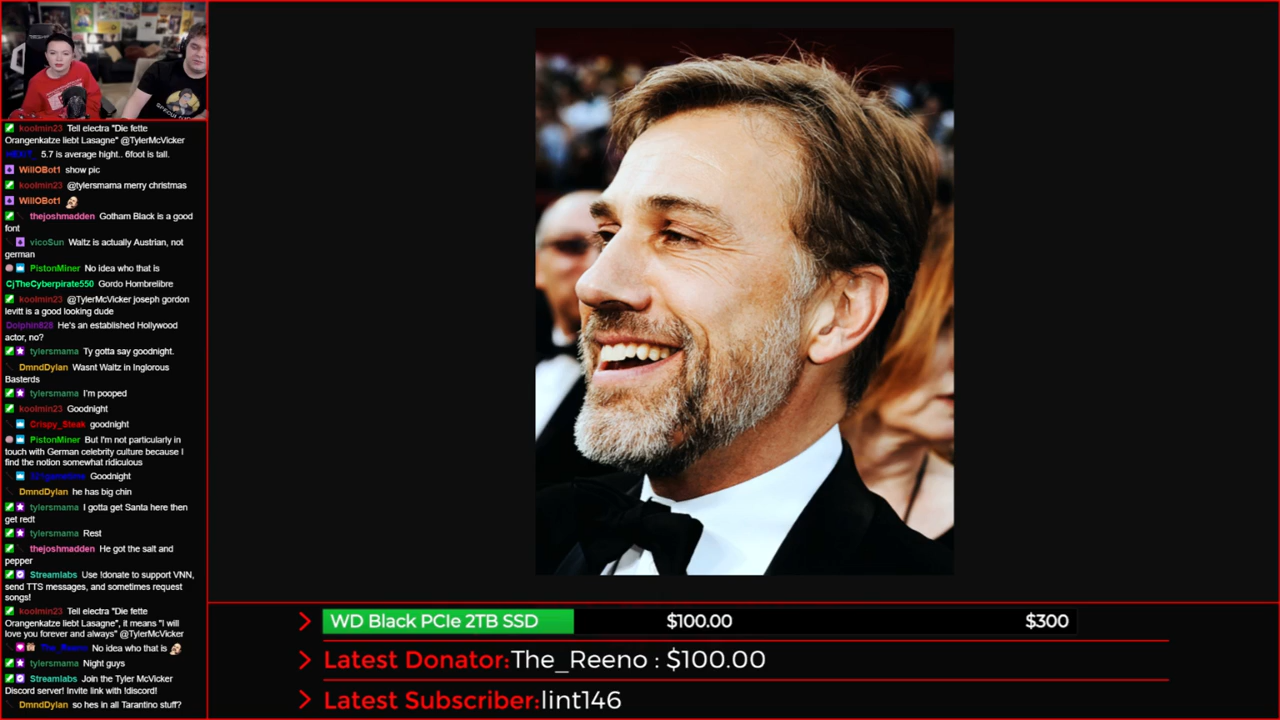 koolmin23 Tell electra "Die fette
Orangenkatze liebt Lasagne" @TylerMcVicker
5.7 is average hight.. 6foot is tall.
WillOBot1 show pic
koolmin23 @tylersmama merry christmas
WillOBot1
thejoshmadden Gotham Black is a good
font
vicoSun Waltz is actually Austrian, not
german
PistonMiner No idea who that is
CjTheCyberpirate550 Gordo Hombrelibre
koolmin23 @TylerMcVicker joseph gordon
levitt is a good looking dude
Dolphin828 He's an established Hollywood
actor, no?
tylersmama Ty gotta say goodnight.
DmndDylan Wasnt Waltz in Inglorous
Basterds
tylersmama I'm pooped
koolmin23 Goodnight
Crispy_Steak goodnight
PistonMiner But I'm not particularly in
touch with German celebrity culture because I
find the notion somewhat ridiculous
Goodnight
DmndDylan he has big chin
tylersmama I gotta get Santa here then
get redt
tylersmama Rest
thejoshmadden He got the salt and
pepper
Streamlabs Use !donate to support VNN,
send TTS messages, and sometimes request
songs!
koolmin23 Tell electra "Die fette
Orangenkatze liebt Lasagne", it means "I will
love you forever and always" @TylerMcVicker
The_Reeno No idea who that is
tylersmama Night guys
Streamlabs Join the Tyler McVicker
Discord server! Invite link with !discord!
DmndDylan so hes in all Tarantino stuff?
WD Black PCIe 2TB SSD $100.00 $300
Latest Donator:The_Reeno : $100.00
Latest Subscriber:lint146